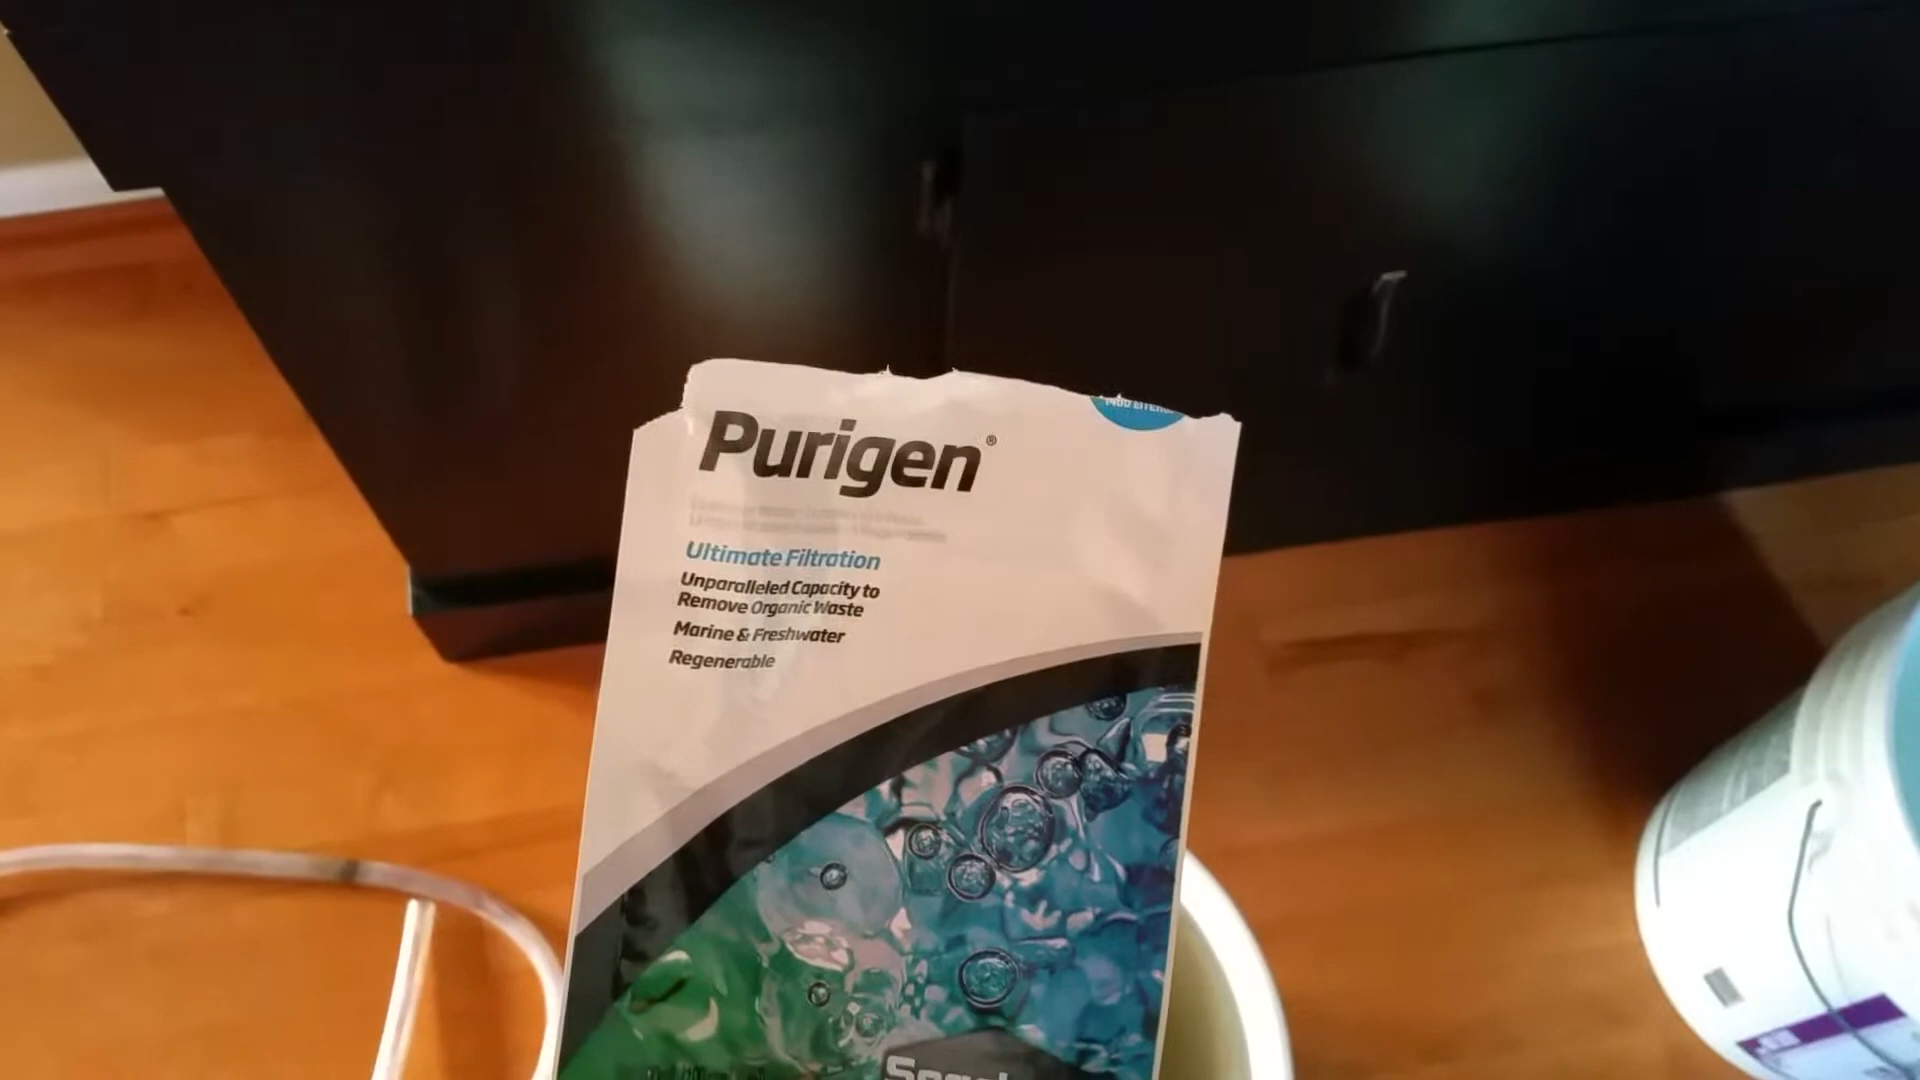 Purigen®
Ultimate Filtration
Unparalleled Capacity to
Remove Organic Waste
Marine & Freshwater
Regenerable